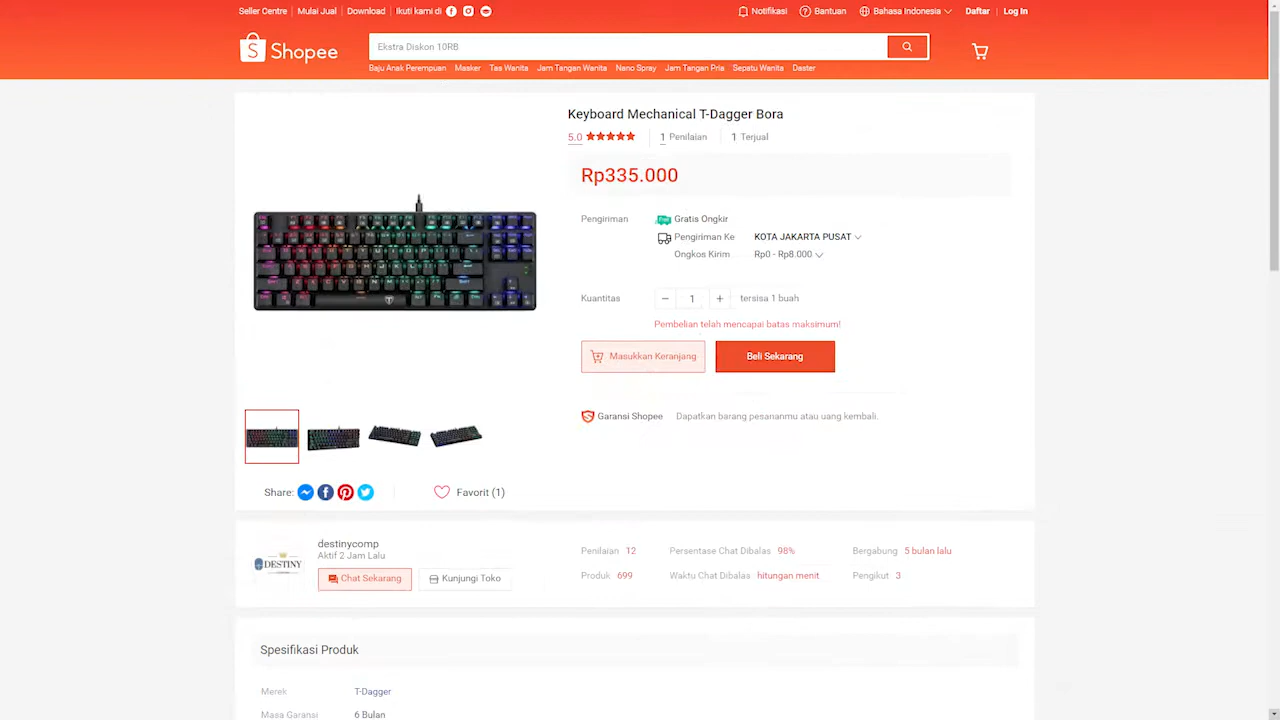 Seller Centre | Mulai Jual | Download | Ikuti kami di
Notifikasi Bantuan Bahasa Indonesia Daftar | Log In
Shopee
Ekstra Diskon 10RB
Baju Anak Perempuan Masker Tas Wanita Jam Tangan Wanita Nano Spray Jam Tangan Pria Sepatu Wanita Daster
Keyboard Mechanical T-Dagger Bora
5.0 1 Penilaian 1 Terjual
Rp335.000
Pengiriman Gratis Ongkir
Pengiriman Ke KOTA JAKARTA PUSAT
Ongkos Kirim Rp0 - Rp8.000
Kuantitas − 1 + tersisa 1 buah
Pembelian telah mencapai batas maksimum!
Masukkan Keranjang Beli Sekarang
Garansi Shopee Dapatkan barang pesananmu atau uang kembali.
Share: Favorit (1)
DESTINY
destinycomp
Aktif 2 Jam Lalu
Chat Sekarang Kunjungi Toko
Penilaian 12 Persentase Chat Dibalas 98% Bergabung 5 bulan lalu
Produk 699 Waktu Chat Dibalas hitungan menit Pengikut 3
Spesifikasi Produk
Merek T-Dagger
Masa Garansi 6 Bulan